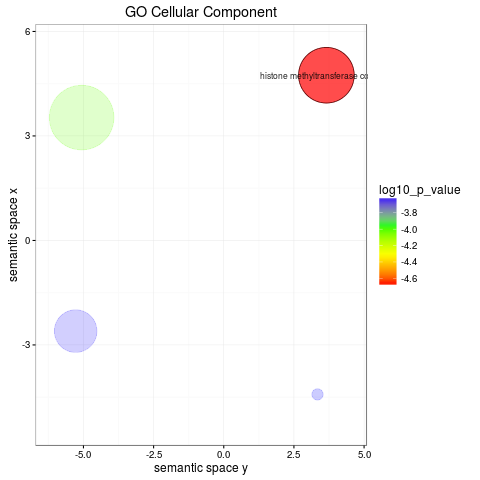 GO Cellular Component
6
3
0
-3
semantic space x
histone methyltransferase co
-5.0
-2.5
0.0
2.5
5.0
semantic space y
log10_p_value
-3.8
-4.0
-4.2
-4.4
-4.6